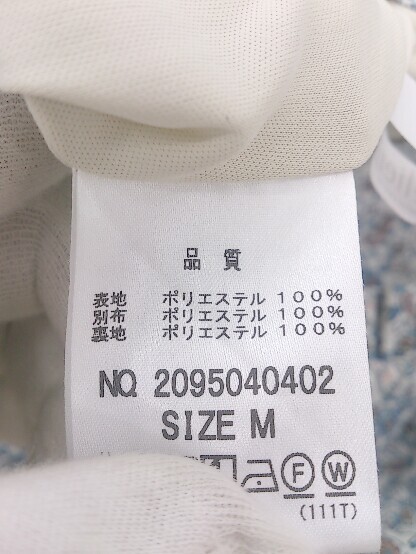 品質
表地 ポリエステル 100%
別布 ポリエステル 100%
裏地 ポリエステル 100%
NO. 2095040402
SIZE M
F W
(111T)